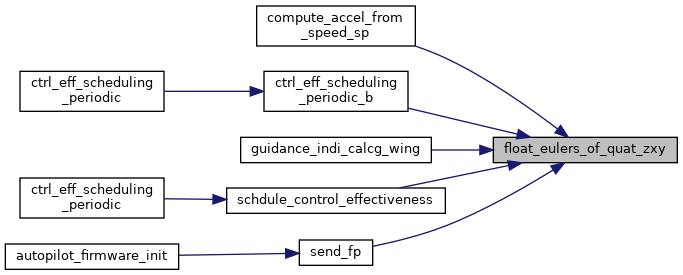 compute_accel_from
_speed_sp
ctrl_eff_scheduling
_periodic
ctrl_eff_scheduling
_periodic_b
guidance_indi_calcg_wing
float_eulers_of_quat_zxy
ctrl_eff_scheduling
_periodic
schdule_control_effectiveness
autopilot_firmware_init
send_fp